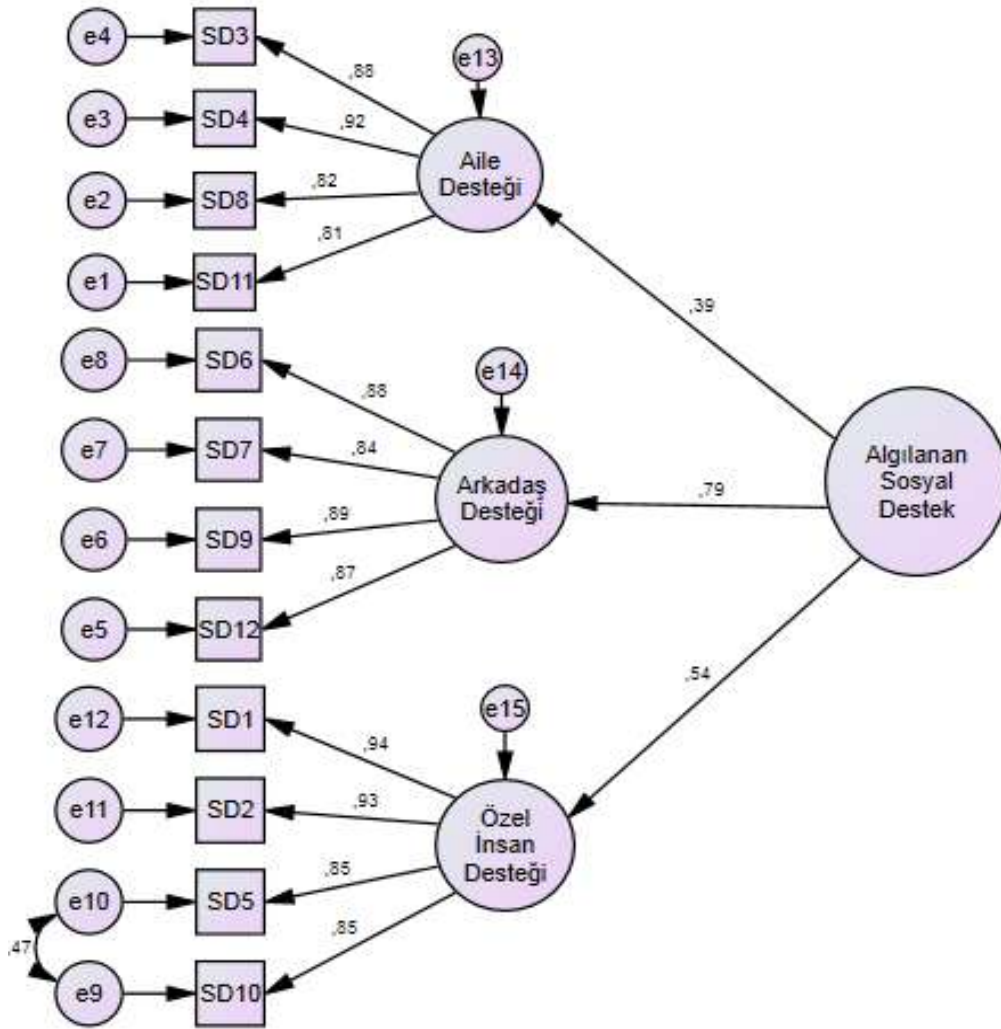 e4
SD3
,88
e13
e3
SD4
,92
Aile
Desteği
e2
SD8
,82
e1
SD11
,81
,39
e8
SD6
,88
e14
e7
SD7
,84
Arkadaş
Desteği
,79
Algılanan
Sosyal
Destek
e6
SD9
,89
e5
SD12
,87
,54
e12
SD1
,94
e15
e11
SD2
,93
Özel
İnsan
Desteği
e10
SD5
,85
,47
e9
SD10
,85